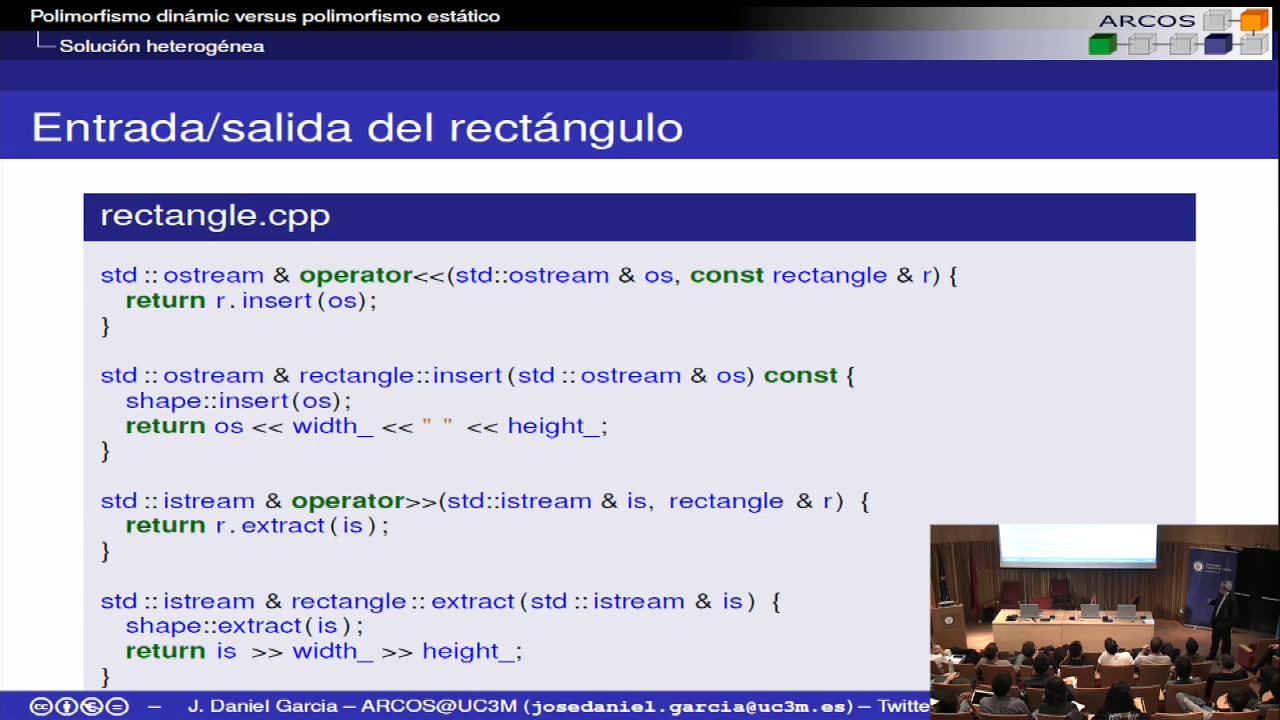 Polimorfismo dinámic versus polimorfismo estático
Solución heterogénea
ARCOS
Entrada/salida del rectángulo
rectangle.cpp
std :: ostream & operator<<(std::ostream & os, const rectangle & r) {
return r.insert(os);
}
std :: ostream & rectangle::insert(std :: ostream & os) const {
shape::insert(os);
return os << width_ << " " << height_;
}
std :: istream & operator>>(std::istream & is, rectangle & r) {
return r.extract(is);
}
std :: istream & rectangle :: extract(std :: istream & is) {
shape::extract(is);
return is >> width_ >> height_;
}
– J. Daniel Garcia – ARCOS@UC3M (josedaniel.garcia@uc3m.es) – Twitte